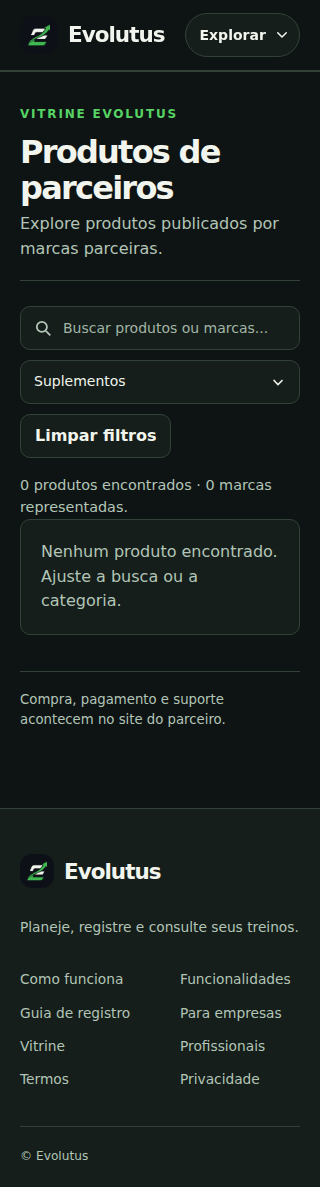 Evolutus
Explorar
VITRINE EVOLUTUS
Produtos de
parceiros
Explore produtos publicados por
marcas parceiras.
Buscar produtos ou marcas...
Suplementos
Limpar filtros
0 produtos encontrados · 0 marcas
representadas.
Nenhum produto encontrado.
Ajuste a busca ou a
categoria.
Compra, pagamento e suporte
acontecem no site do parceiro.
Evolutus
Planeje, registre e consulte seus treinos.
Como funciona
Funcionalidades
Guia de registro
Para empresas
Vitrine
Profissionais
Termos
Privacidade
© Evolutus